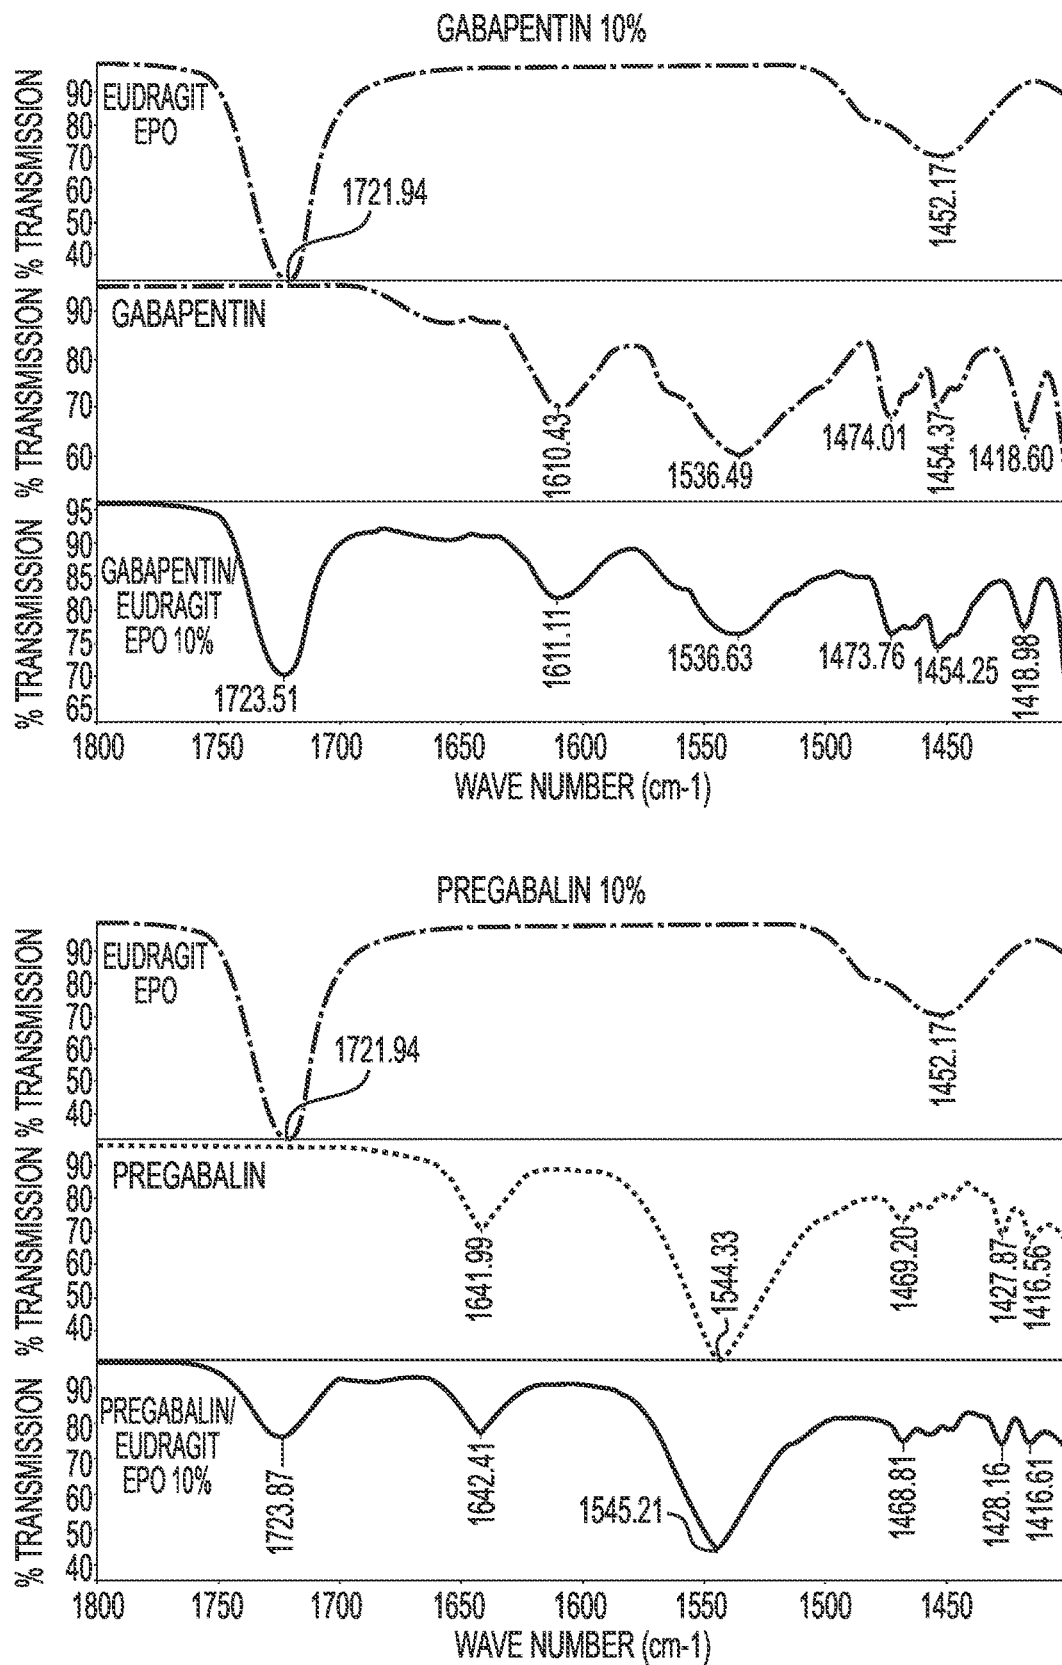 GABAPENTIN 10%
% TRANSMISSION
90
80
70
60
50
40
EUDRAGIT
EPO
1721.94
1452.17
% TRANSMISSION
90
80
70
60
GABAPENTIN
1610.43
1536.49
1474.01
1454.37
1418.60
% TRANSMISSION
95
90
85
80
75
70
65
GABAPENTIN/
EUDRAGIT
EPO 10%
1723.51
1611.11
1536.63
1473.76
1454.25
1418.98
1800 1750 1700 1650 1600 1550 1500 1450
WAVE NUMBER (cm-1)
PREGABALIN 10%
% TRANSMISSION
90
80
70
60
50
40
EUDRAGIT
EPO
1721.94
1452.17
% TRANSMISSION
90
80
70
60
50
40
PREGABALIN
1641.99
1544.33
1469.20
1427.87
1416.56
% TRANSMISSION
90
80
70
60
50
40
PREGABALIN/
EUDRAGIT
EPO 10%
1723.87
1642.41
1545.21
1468.81
1428.16
1416.61
1800 1750 1700 1650 1600 1550 1500 1450
WAVE NUMBER (cm-1)